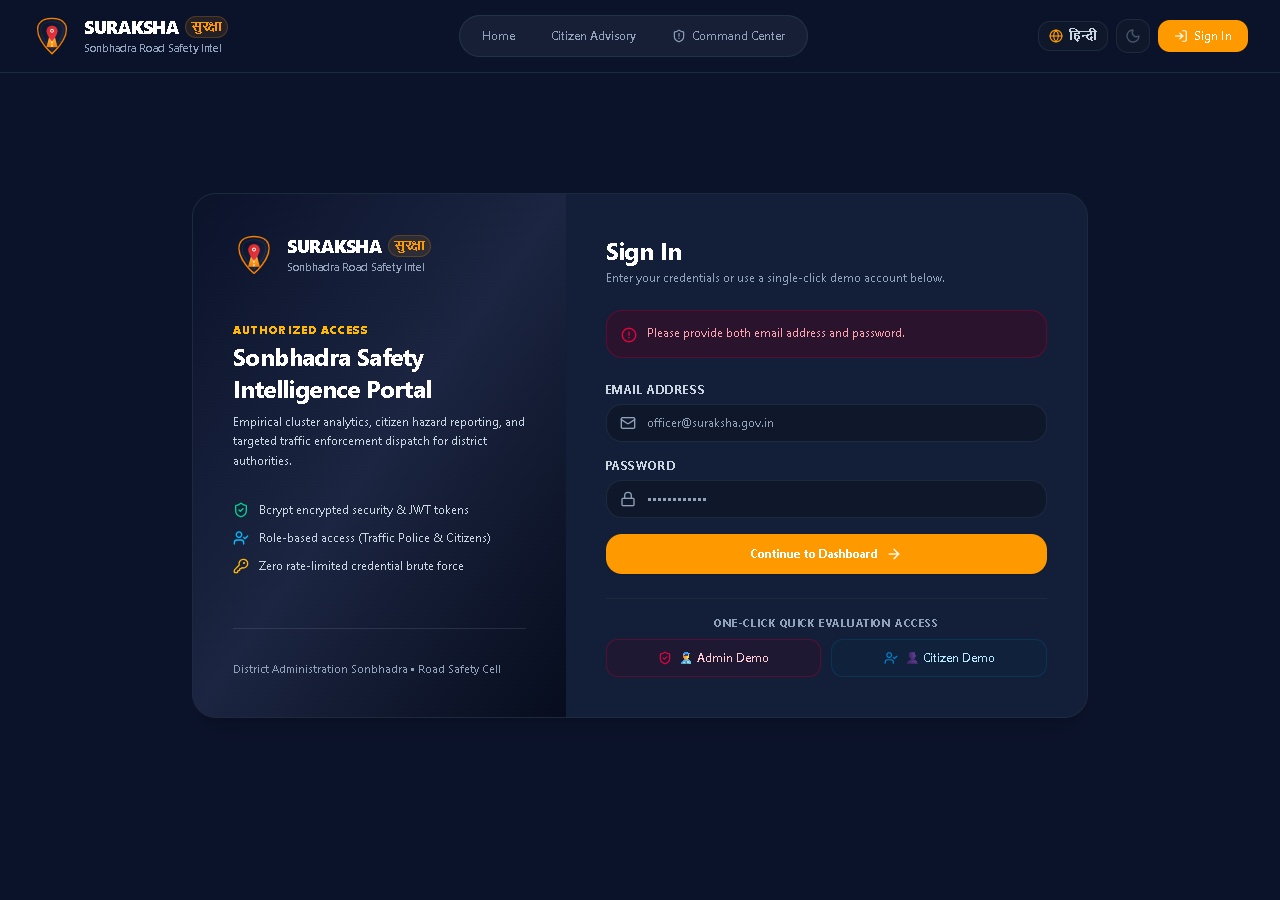 SURAKSHA सुरक्षा
Sonbhadra Road Safety Intel
Home
Citizen Advisory
Command Center
हिन्दी
Sign In
SURAKSHA सुरक्षा
Sonbhadra Road Safety Intel
AUTHORIZED ACCESS
Sonbhadra Safety
Intelligence Portal
Empirical cluster analytics, citizen hazard reporting, and
targeted traffic enforcement dispatch for district
authorities.
Bcrypt encrypted security & JWT tokens
Role-based access (Traffic Police & Citizens)
Zero rate-limited credential brute force
District Administration Sonbhadra • Road Safety Cell
Sign In
Enter your credentials or use a single-click demo account below.
Please provide both email address and password.
EMAIL ADDRESS
officer@suraksha.gov.in
PASSWORD
••••••••••••
Continue to Dashboard
ONE-CLICK QUICK EVALUATION ACCESS
Admin Demo
Citizen Demo